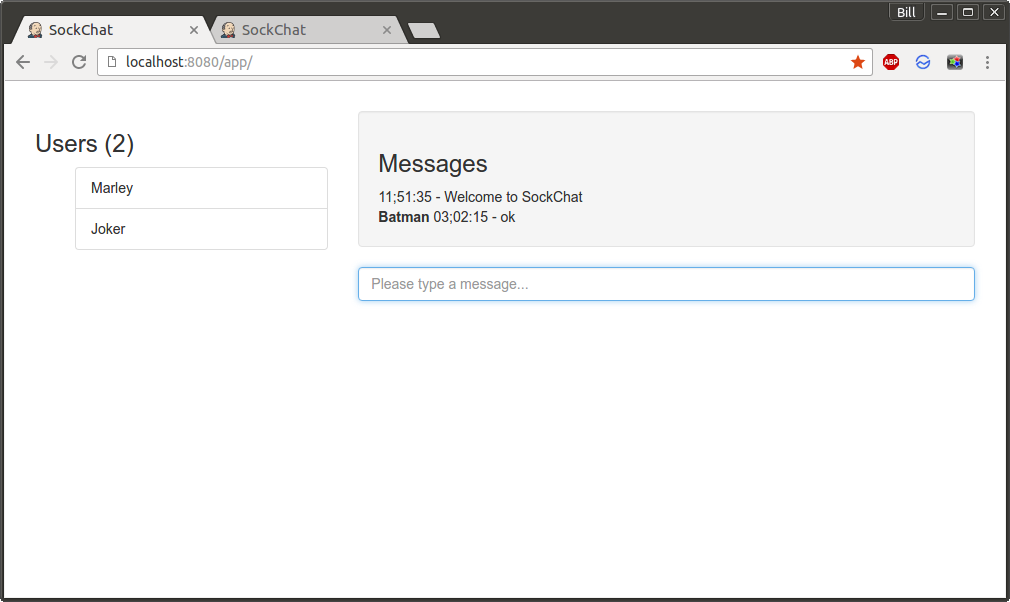 Bill
SockChat
SockChat
localhost:8080/app/
ABP
Users (2)
Marley
Joker
Messages
11;51:35 - Welcome to SockChat
Batman 03;02:15 - ok
Please type a message...